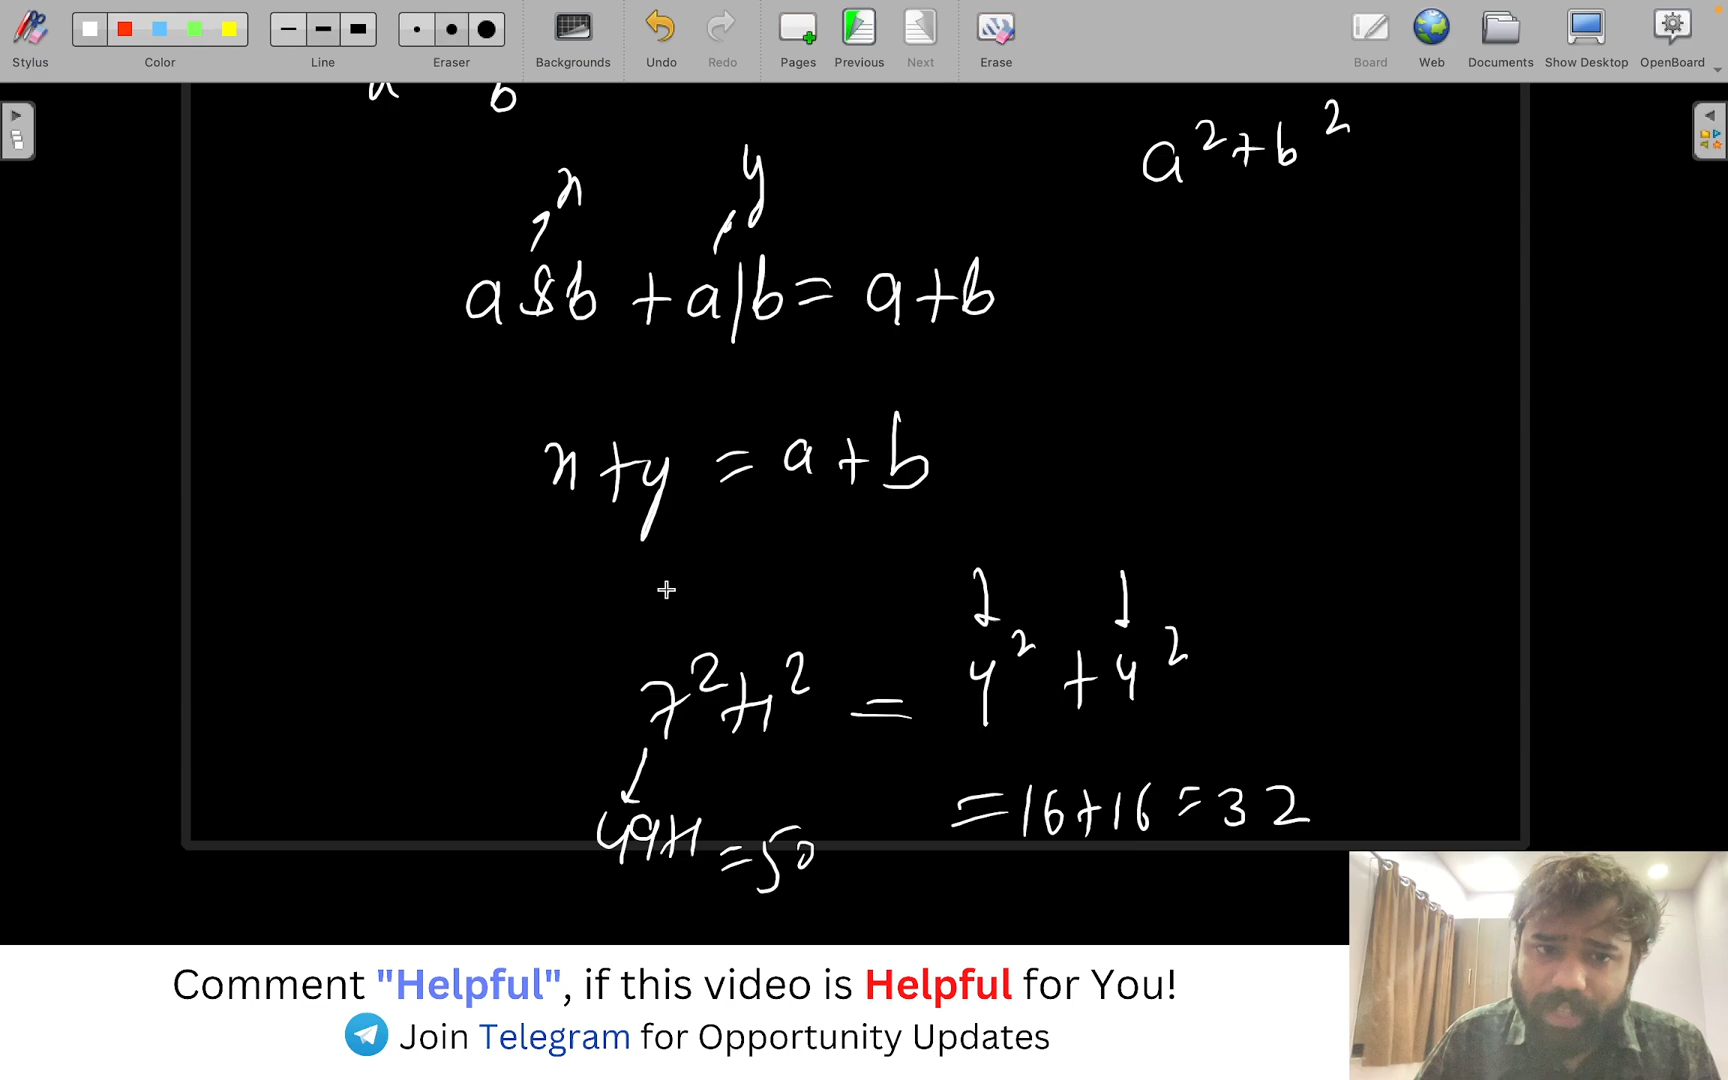 Stylus Color Line Eraser Backgrounds Undo Redo Pages Previous Next Erase Board Web Documents Show Desktop OpenBoard
a b
a² + b²
x y
a & b + a | b = a + b
x + y = a + b
2 1
7² + 1² = 4² + 4²
49 + 1 = 50
= 16 + 16 = 32
Comment "Helpful", if this video is Helpful for You!
Join Telegram for Opportunity Updates